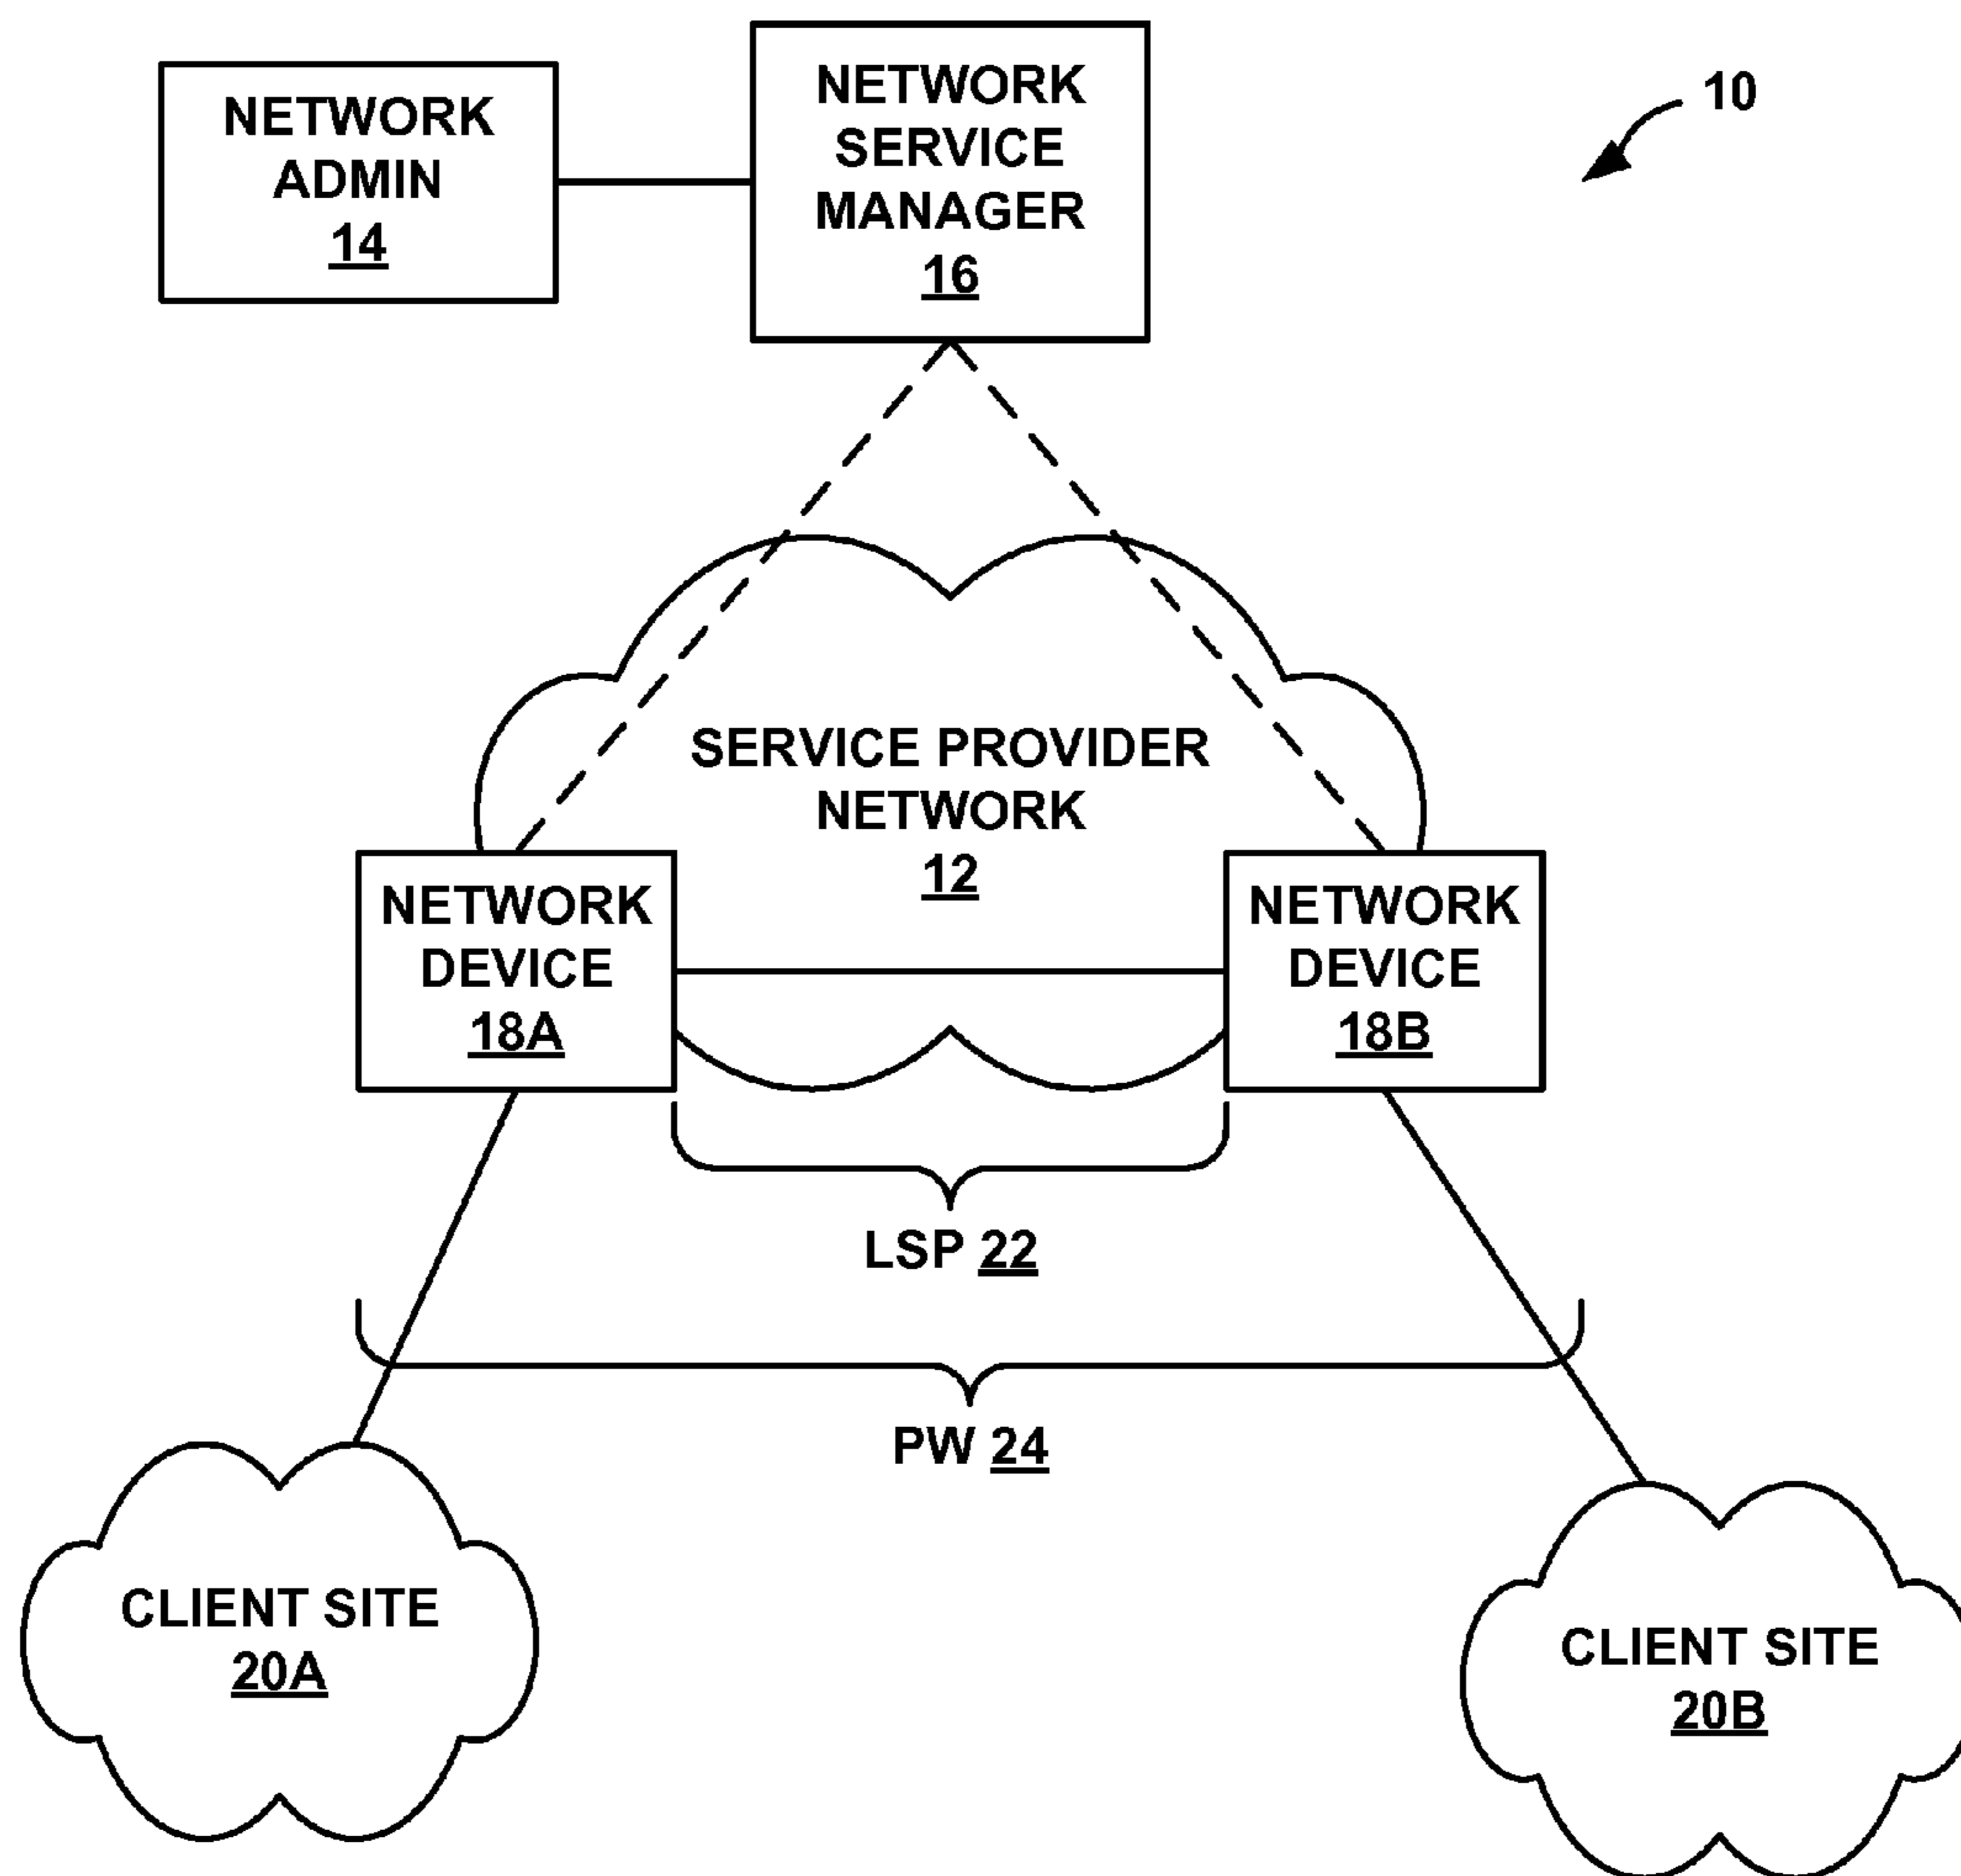 NETWORK
ADMIN
14
NETWORK
SERVICE
MANAGER
16
10
SERVICE PROVIDER
NETWORK
12
NETWORK
DEVICE
18A
NETWORK
DEVICE
18B
LSP 22
PW 24
CLIENT SITE
20A
CLIENT SITE
20B